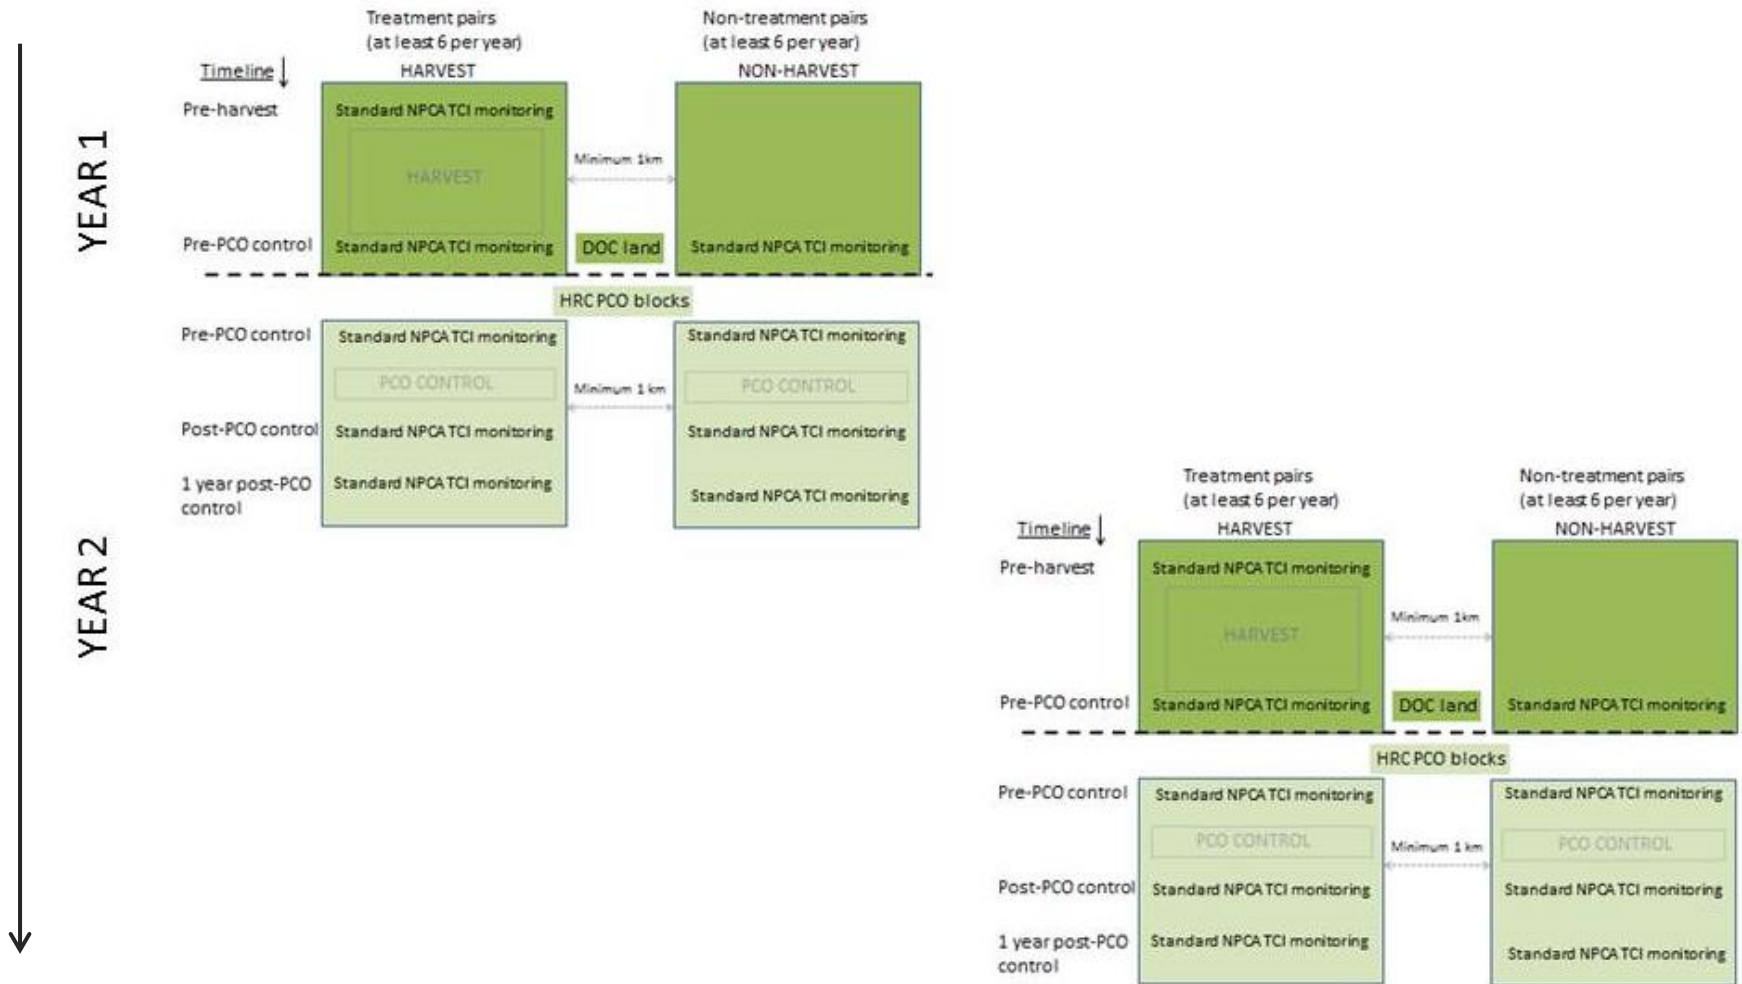 YEAR 1
YEAR 2
Treatment pairs
(at least 6 per year)
HARVEST
Non-treatment pairs
(at least 6 per year)
NON-HARVEST
Timeline
Pre-harvest
Standard NPCA TCI monitoring
HARVEST
Minimum 1km
Pre-PCO control
Standard NPCA TCI monitoring
DOC land
Standard NPCA TCI monitoring
HRC PCO blocks
Pre-PCO control
Standard NPCA TCI monitoring
Standard NPCA TCI monitoring
PCO CONTROL
Minimum 1 km
PCO CONTROL
Post-PCO control
Standard NPCA TCI monitoring
Standard NPCA TCI monitoring
1 year post-PCO
control
Standard NPCA TCI monitoring
Standard NPCA TCI monitoring
Treatment pairs
(at least 6 per year)
HARVEST
Non-treatment pairs
(at least 6 per year)
NON-HARVEST
Timeline
Pre-harvest
Standard NPCA TCI monitoring
HARVEST
Minimum 1km
Pre-PCO control
Standard NPCA TCI monitoring
DOC land
Standard NPCA TCI monitoring
HRC PCO blocks
Pre-PCO control
Standard NPCA TCI monitoring
Standard NPCA TCI monitoring
PCO CONTROL
Minimum 1 km
PCO CONTROL
Post-PCO control
Standard NPCA TCI monitoring
Standard NPCA TCI monitoring
1 year post-PCO
control
Standard NPCA TCI monitoring
Standard NPCA TCI monitoring